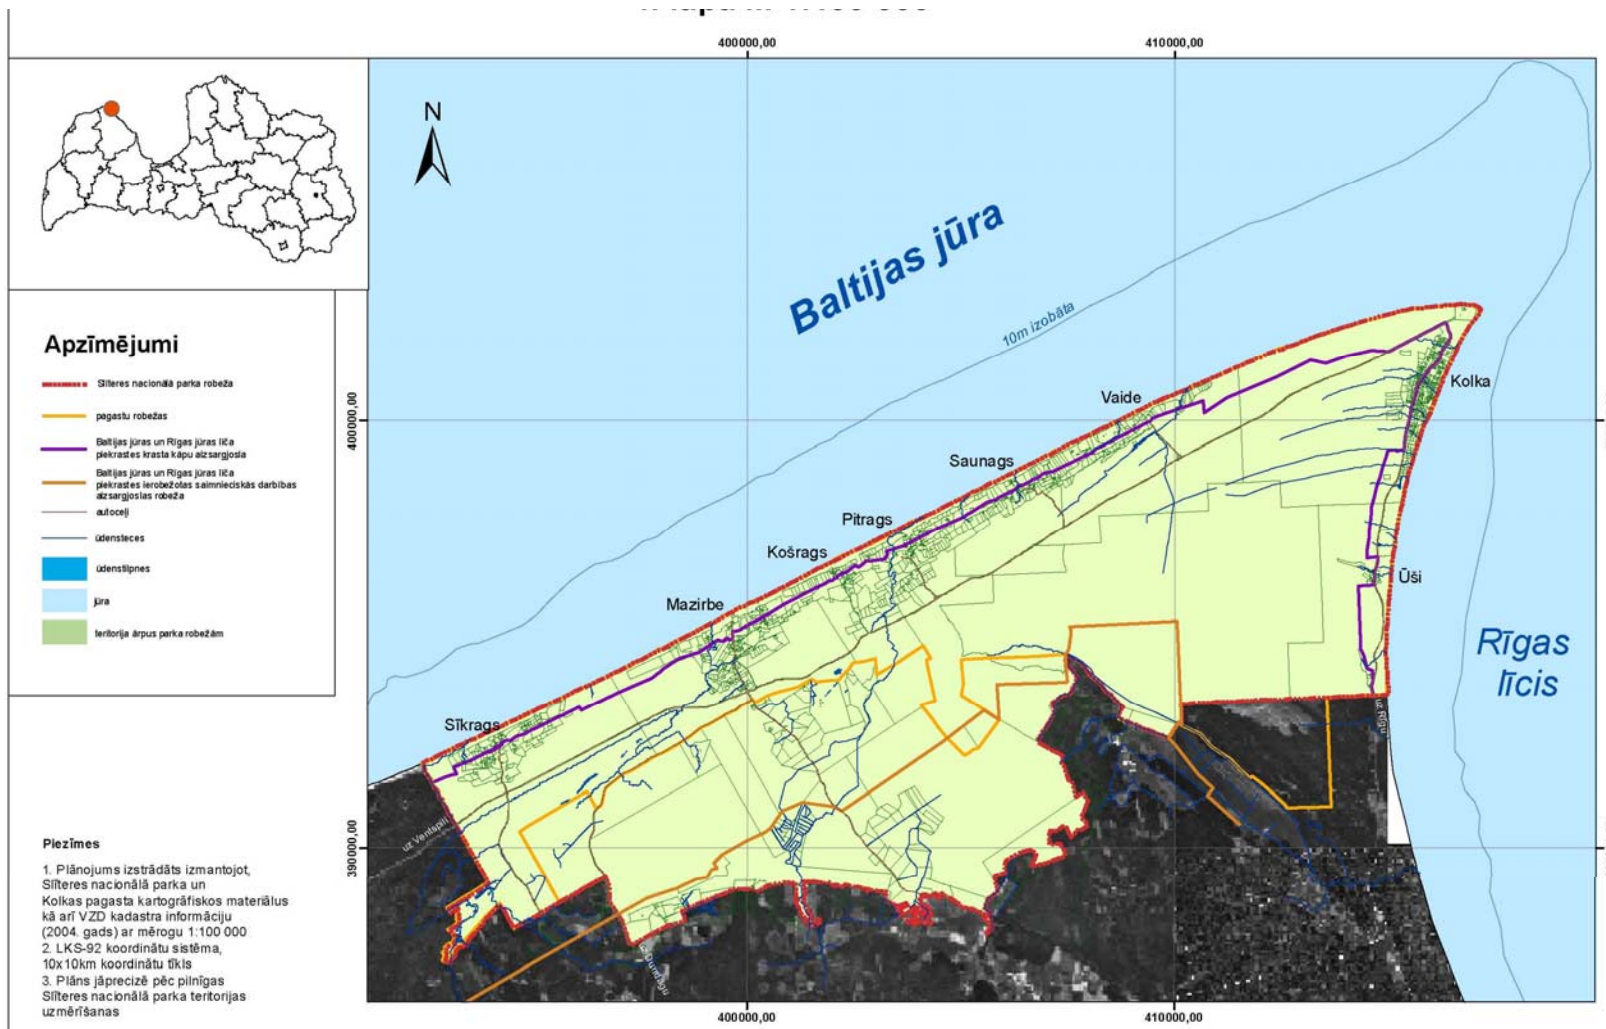 400000,00
410000,00
N
Baltijas jūra
10m izobāta
Kolka
Vaide
400000,00
Saunags
Pitrags
Košrags
Ūši
Mazirbe
Rīgas
līcis
Sīkrags
uz Rīgu
uz Ventspili
390000,00
uz Dundagu
400000,00
410000,00
Apzīmējumi
Slīteres nacionālā parka robeža
pagastu robežas
Baltijas jūras un Rīgas jūras līča
piekrastes krasta kāpu aizsargjosla
Baltijas jūras un Rīgas jūras līča
piekrastes ierobežotas saimnieciskās darbības
aizsargjoslas robeža
autoceļi
ūdensteces
ūdenstilpnes
jūra
teritorija ārpus parka robežām
Piezīmes
1. Plānojums izstrādāts izmantojot,
Slīteres nacionālā parka un
Kolkas pagasta kartogrāfiskos materiālus
kā arī VZD kadastra informāciju
(2004. gads) ar mērogu 1:100 000
2. LKS-92 koordinātu sistēma,
10x10km koordinātu tīkls
3. Plāns jāprecizē pēc pilnīgas
Slīteres nacionālā parka teritorijas
uzmērīšanas